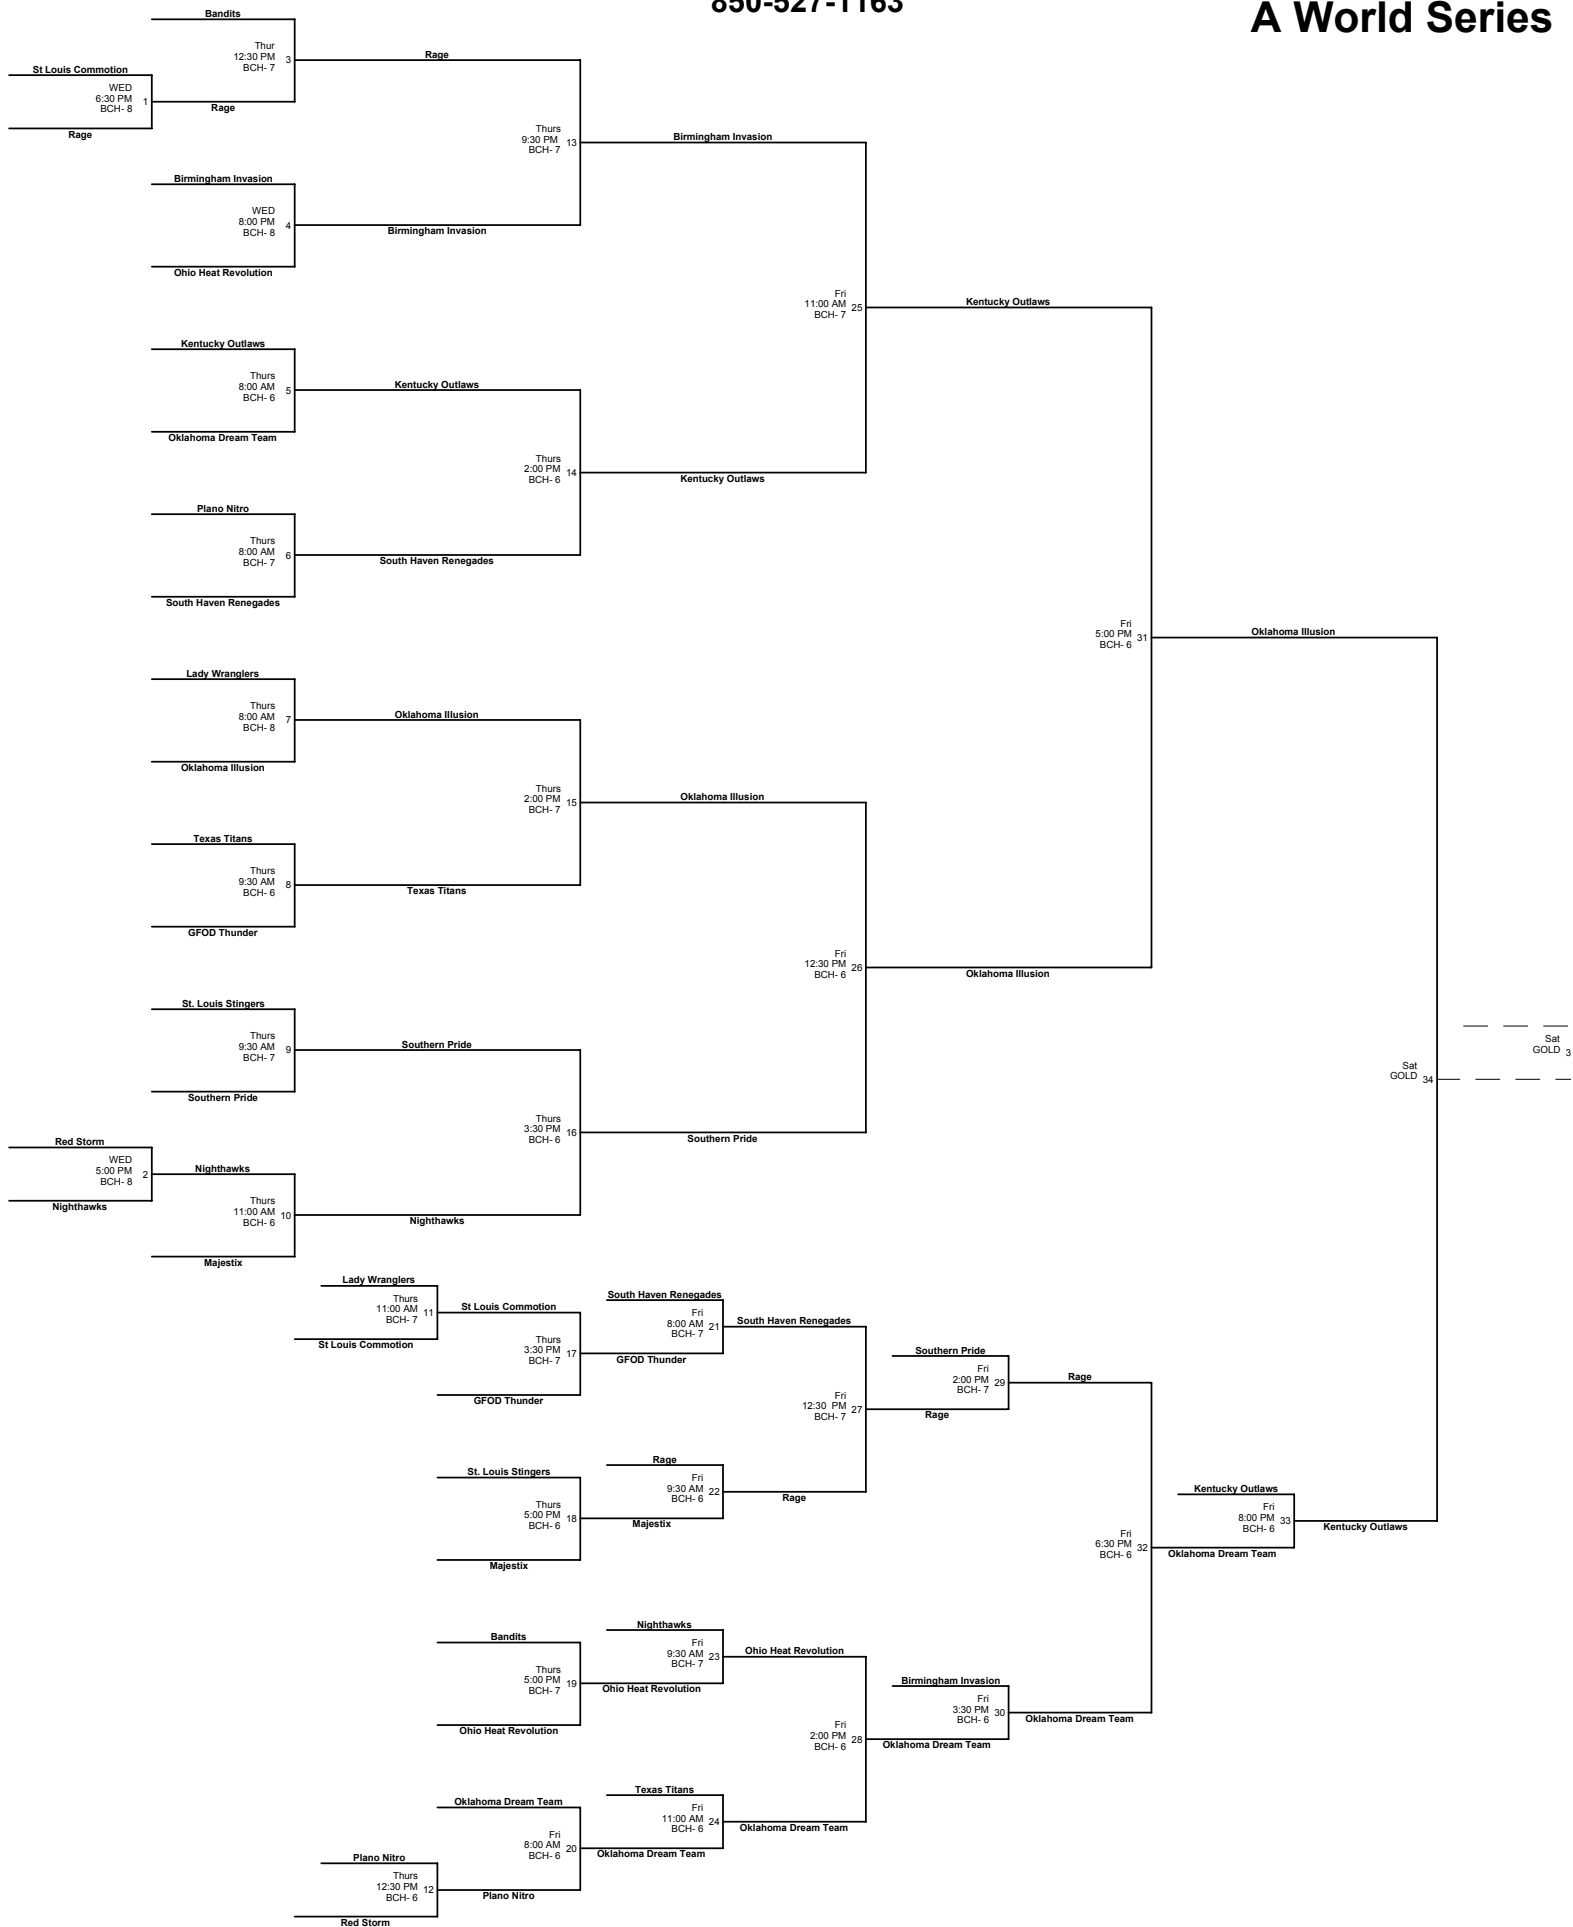 850-527-1163
A World Series
Bandits
Thur
12:30 PM 3
BCH- 7
Rage
St Louis Commotion
WED
6:30 PM 1
BCH- 8
Rage
Rage
Thurs
9:30 PM 13
BCH- 7
Birmingham Invasion
Birmingham Invasion
WED
8:00 PM 4
BCH- 8
Birmingham Invasion
Ohio Heat Revolution
Fri
11:00 AM 25
BCH- 7
Kentucky Outlaws
Kentucky Outlaws
Thurs
8:00 AM 5
BCH- 6
Kentucky Outlaws
Oklahoma Dream Team
Thurs
2:00 PM 14
BCH- 6
Kentucky Outlaws
Plano Nitro
Thurs
8:00 AM 6
BCH- 7
South Haven Renegades
South Haven Renegades
Fri
5:00 PM 31
BCH- 6
Oklahoma Illusion
Lady Wranglers
Thurs
8:00 AM 7
BCH- 8
Oklahoma Illusion
Oklahoma Illusion
Thurs
2:00 PM 15
BCH- 7
Oklahoma Illusion
Texas Titans
Thurs
9:30 AM 8
BCH- 6
Texas Titans
GFOD Thunder
Fri
12:30 PM 26
BCH- 6
Oklahoma Illusion
St. Louis Stingers
Thurs
9:30 AM 9
BCH- 7
Southern Pride
Southern Pride
Sat
GOLD 3
Sat
GOLD 34
Thurs
3:30 PM 16
BCH- 6
Southern Pride
Red Storm
WED
5:00 PM 2
BCH- 8
Nighthawks
Nighthawks
Thurs
11:00 AM 10
BCH- 6
Nighthawks
Majestix
Lady Wranglers
Thurs
11:00 AM 11
BCH- 7
St Louis Commotion
St Louis Commotion
Thurs
3:30 PM 17
BCH- 7
GFOD Thunder
South Haven Renegades
Fri
8:00 AM 21
BCH- 7
GFOD Thunder
South Haven Renegades
Southern Pride
Fri
2:00 PM 29
BCH- 7
Rage
Rage
Fri
12:30 PM 27
BCH- 7
Rage
Fri
9:30 AM 22
BCH- 6
Rage
St. Louis Stingers
Thurs
5:00 PM 18
BCH- 6
Majestix
Majestix
Kentucky Outlaws
Fri
8:00 PM 33
BCH- 6
Kentucky Outlaws
Fri
6:30 PM 32
BCH- 6
Oklahoma Dream Team
Bandits
Thurs
5:00 PM 19
BCH- 7
Ohio Heat Revolution
Nighthawks
Fri
9:30 AM 23
BCH- 7
Ohio Heat Revolution
Ohio Heat Revolution
Birmingham Invasion
Fri
3:30 PM 30
BCH- 6
Oklahoma Dream Team
Fri
2:00 PM 28
BCH- 6
Oklahoma Dream Team
Texas Titans
Fri
11:00 AM 24
BCH- 6
Oklahoma Dream Team
Oklahoma Dream Team
Fri
8:00 AM 20
BCH- 6
Oklahoma Dream Team
Plano Nitro
Thurs
12:30 PM 12
BCH- 6
Plano Nitro
Red Storm